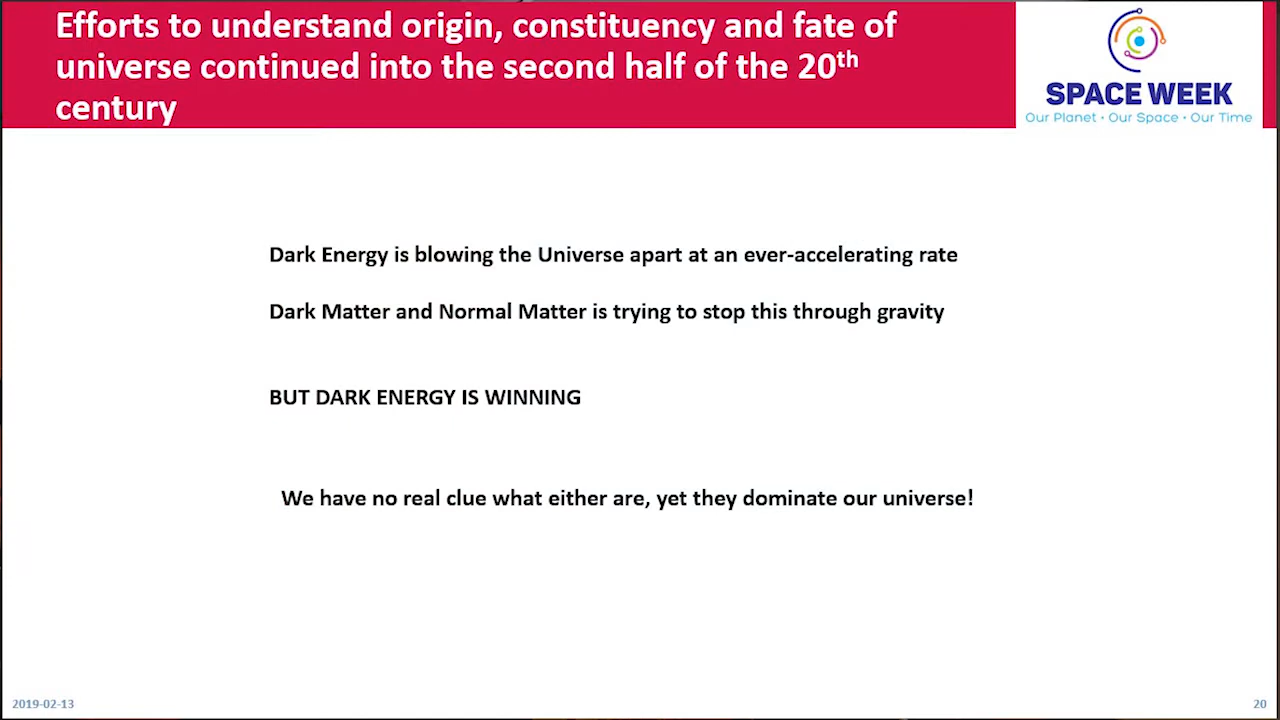 Efforts to understand origin, constituency and fate of
universe continued into the second half of the 20th
century
SPACE WEEK
Our Planet • Our Space • Our Time
Dark Energy is blowing the Universe apart at an ever-accelerating rate
Dark Matter and Normal Matter is trying to stop this through gravity
BUT DARK ENERGY IS WINNING
We have no real clue what either are, yet they dominate our universe!
2019-02-13
20